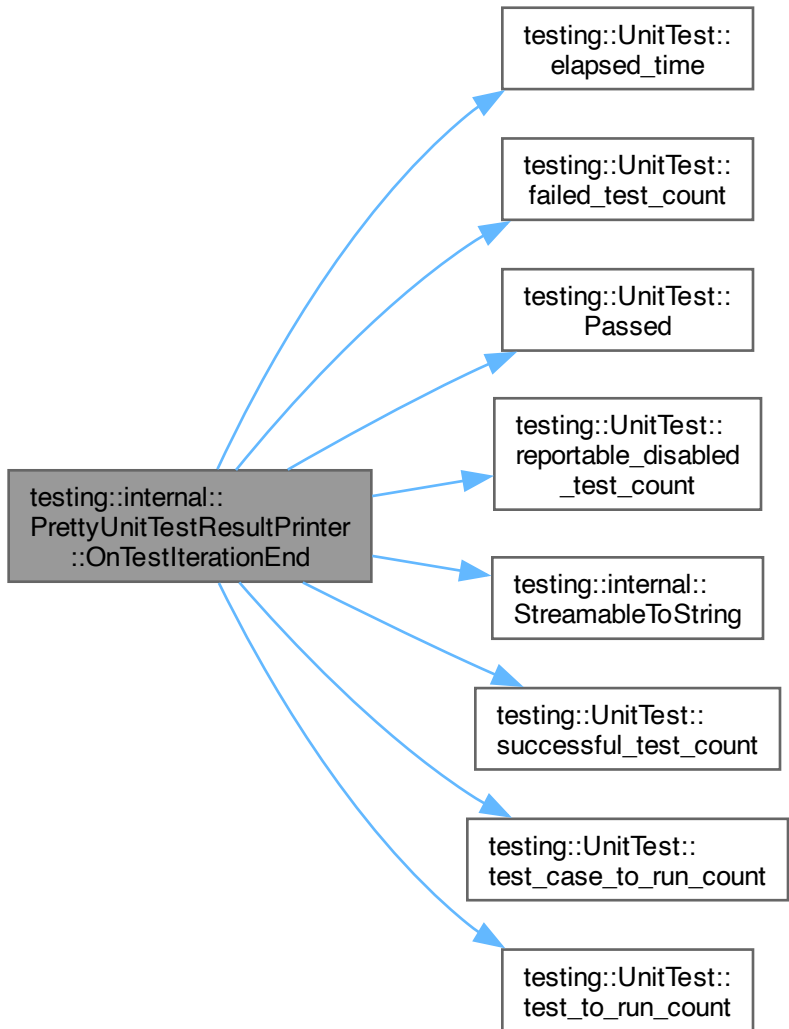 testing::UnitTest::
elapsed_time
testing::UnitTest::
failed_test_count
testing::UnitTest::
Passed
testing::UnitTest::
reportable_disabled
_test_count
testing::internal::
PrettyUnitTestResultPrinter
::OnTestIterationEnd
testing::internal::
StreamableToString
testing::UnitTest::
successful_test_count
testing::UnitTest::
test_case_to_run_count
testing::UnitTest::
test_to_run_count